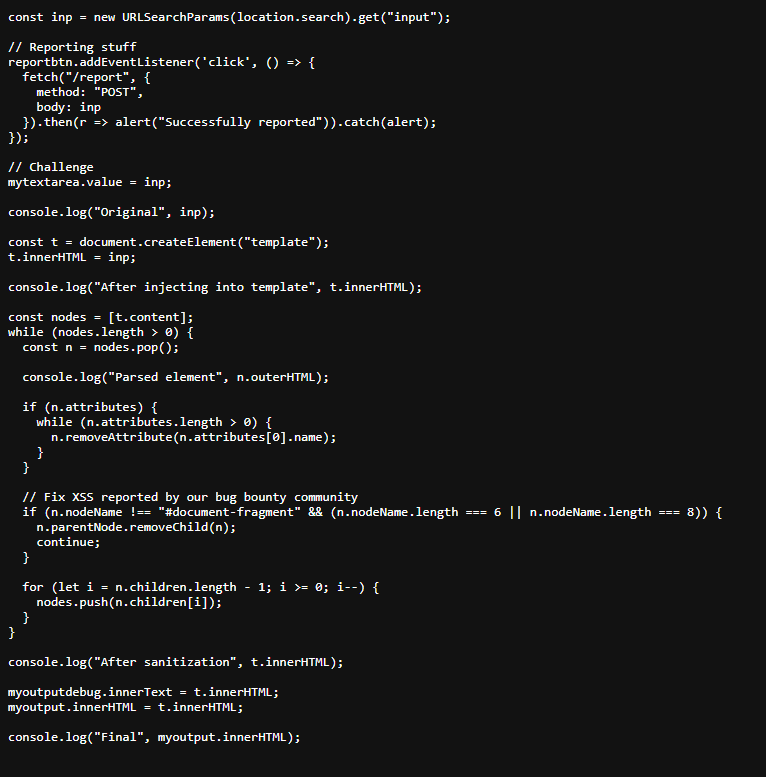 const inp = new URLSearchParams(location.search).get("input");

// Reporting stuff
reportbtn.addEventListener('click', () => {
  fetch("/report", {
    method: "POST",
    body: inp
  }).then(r => alert("Successfully reported")).catch(alert);
});

// Challenge
mytextarea.value = inp;

console.log("Original", inp);

const t = document.createElement("template");
t.innerHTML = inp;

console.log("After injecting into template", t.innerHTML);

const nodes = [t.content];
while (nodes.length > 0) {
  const n = nodes.pop();

  console.log("Parsed element", n.outerHTML);

  if (n.attributes) {
    while (n.attributes.length > 0) {
      n.removeAttribute(n.attributes[0].name);
    }
  }

  // Fix XSS reported by our bug bounty community
  if (n.nodeName !== "#document-fragment" && (n.nodeName.length === 6 || n.nodeName.length === 8)) {
    n.parentNode.removeChild(n);
    continue;
  }

  for (let i = n.children.length - 1; i >= 0; i--) {
    nodes.push(n.children[i]);
  }
}

console.log("After sanitization", t.innerHTML);

myoutputdebug.innerText = t.innerHTML;
myoutput.innerHTML = t.innerHTML;

console.log("Final", myoutput.innerHTML);